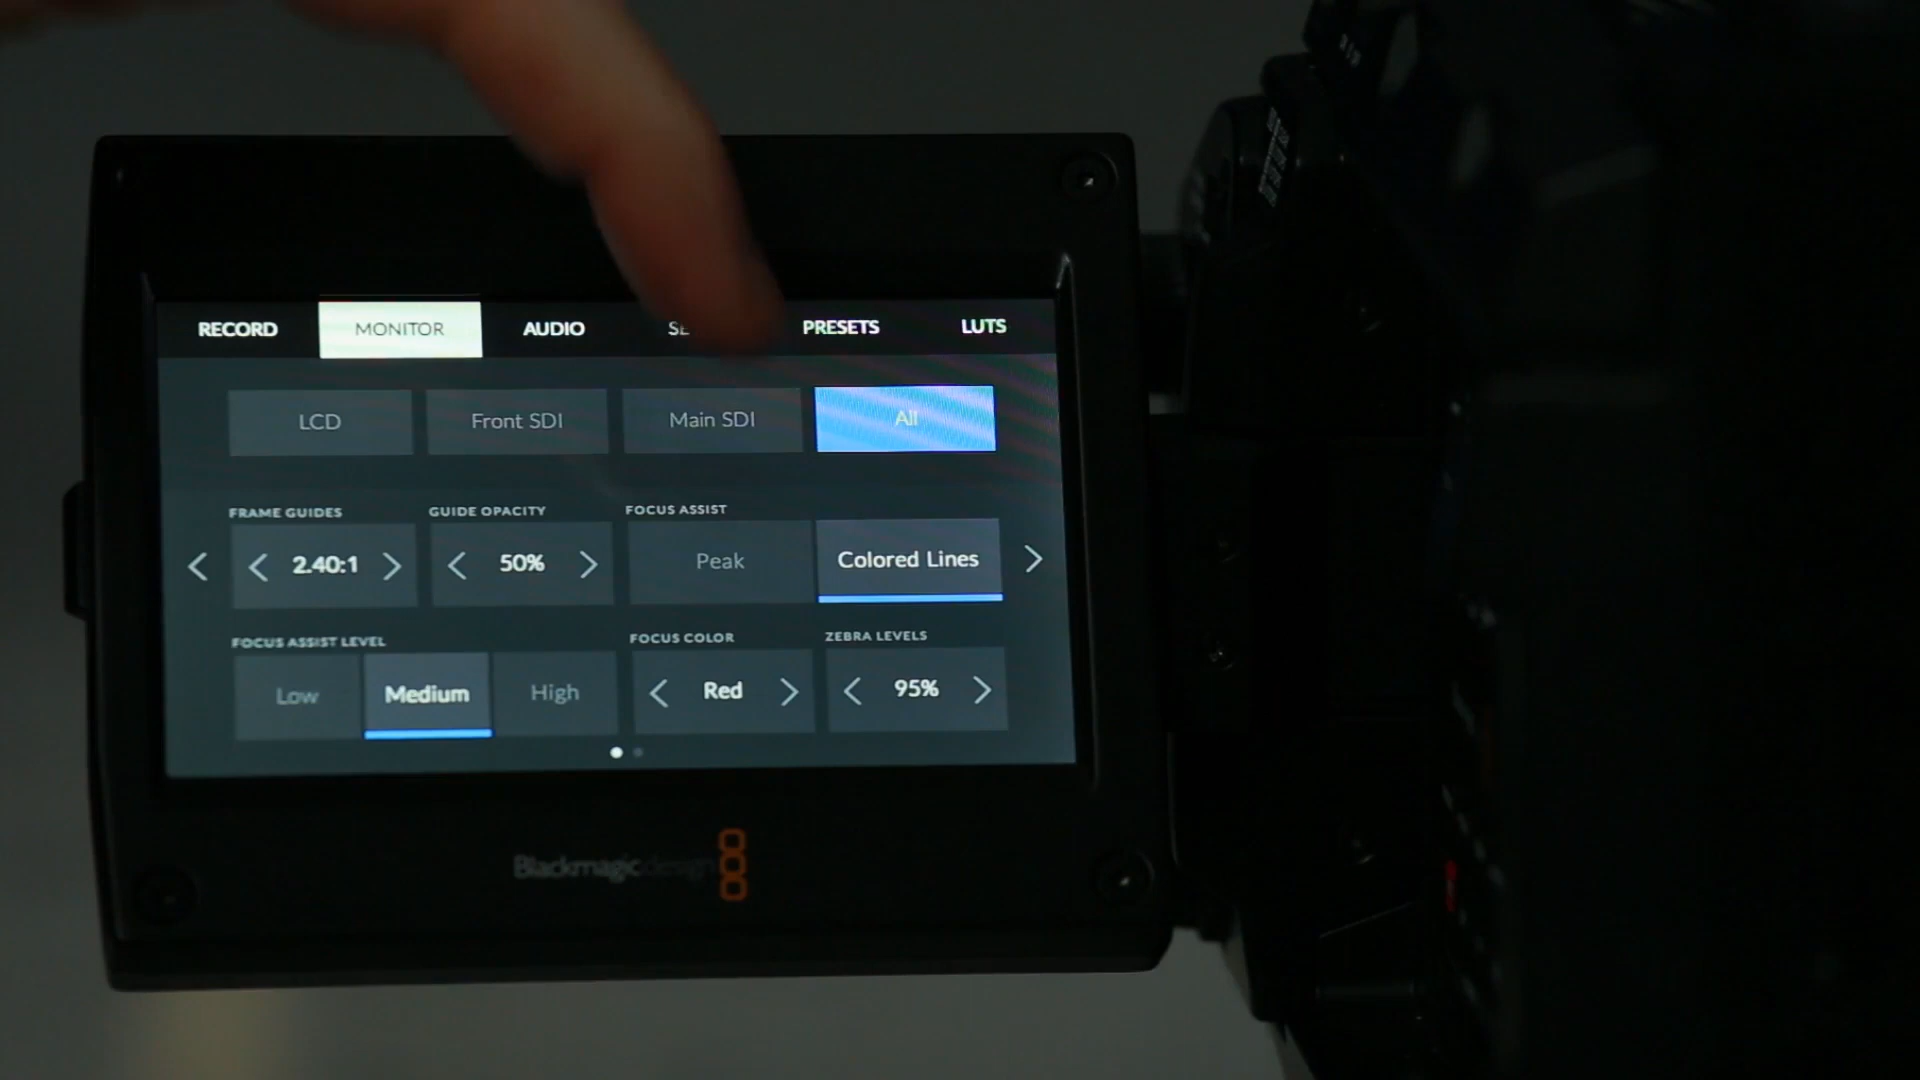 RECORD MONITOR AUDIO SE PRESETS LUTS
LCD Front SDI Main SDI All
FRAME GUIDES GUIDE OPACITY FOCUS ASSIST
2.40:1 50% Peak Colored Lines
FOCUS ASSIST LEVEL FOCUS COLOR ZEBRA LEVELS
Low Medium High Red 95%
Blackmagicdesign